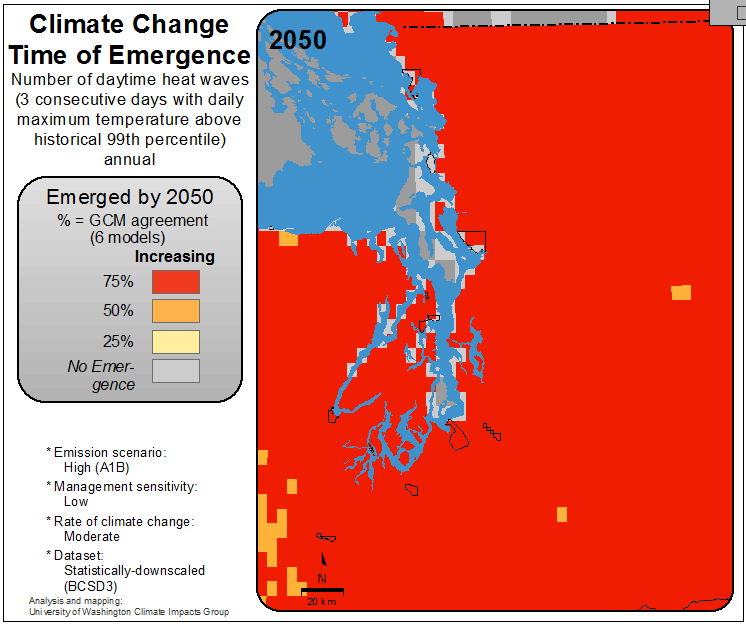 Climate Change
Time of Emergence
Number of daytime heat waves
(3 consecutive days with daily
maximum temperature above
historical 99th percentile)
annual
Emerged by 2050
% = GCM agreement
(6 models)
Increasing
75%
50%
25%
No Emer-
gence
* Emission scenario:
High (A1B)
* Management sensitivity:
Low
* Rate of climate change:
Moderate
* Dataset:
Statistically-downscaled
(BCSD3)
Analysis and mapping:
University of Washington Climate Impacts Group
2050
N
20 km